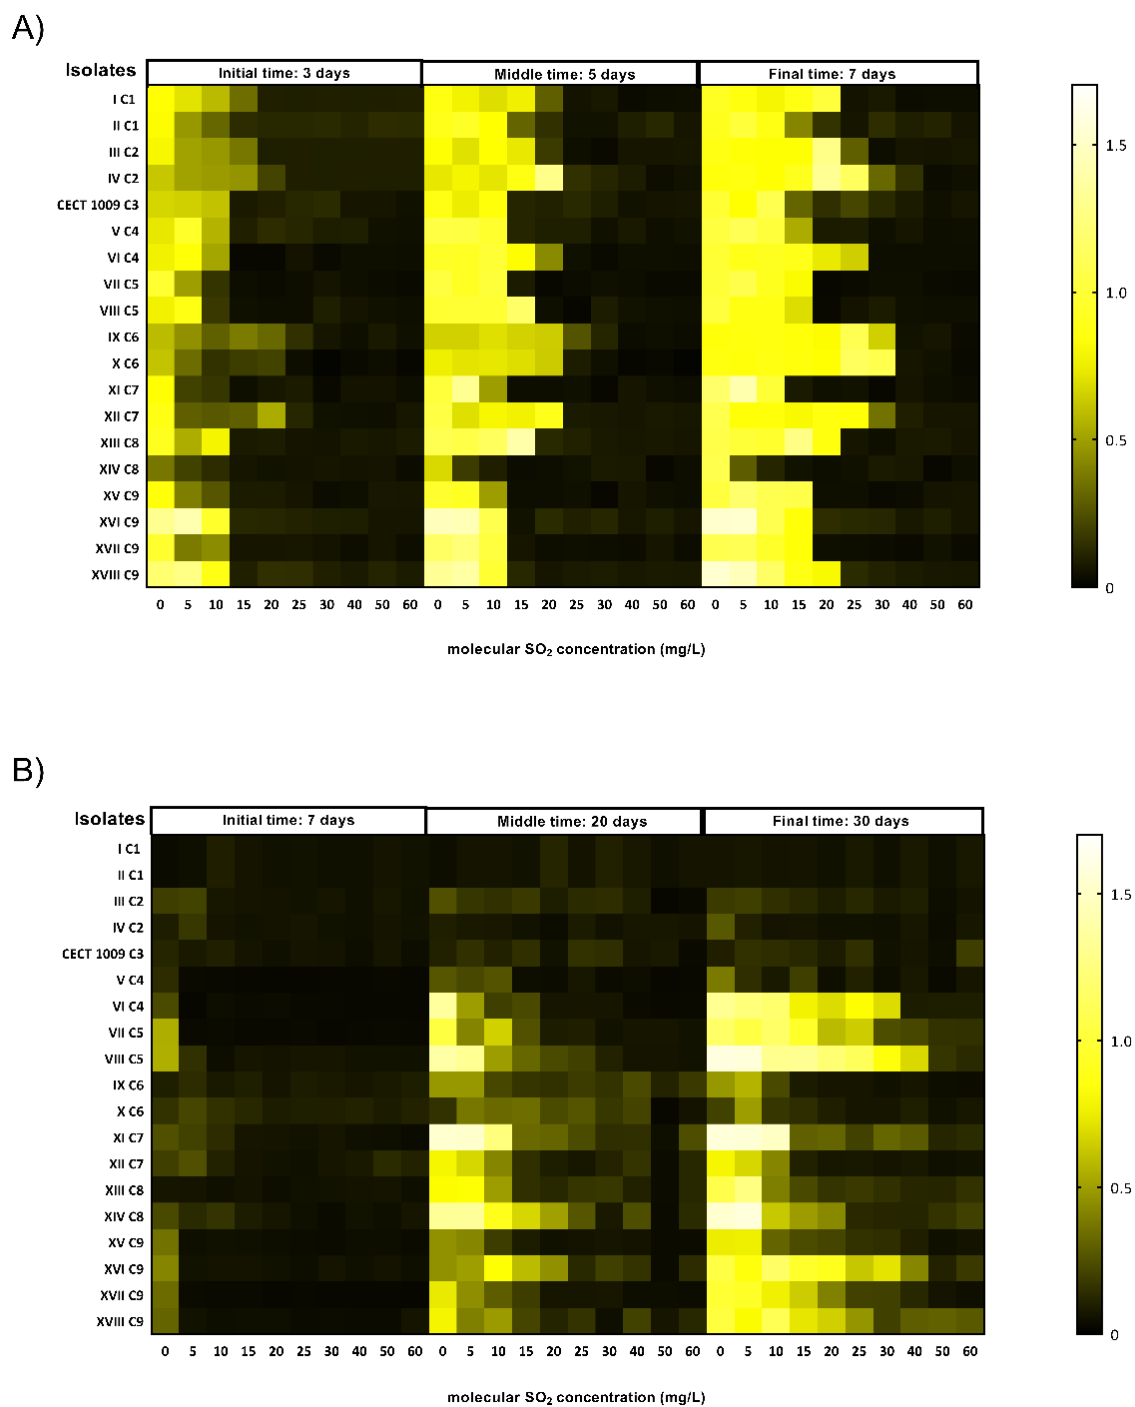 A)
Isolates
Initial time: 3 days
Middle time: 5 days
Final time: 7 days
I C1
II C1
III C2
IV C2
CECT 1009 C3
V C4
VI C4
VII C5
VIII C5
IX C6
X C6
XI C7
XII C7
XIII C8
XIV C8
XV C9
XVI C9
XVII C9
XVIII C9
0 5 10 15 20 25 30 40 50 60 0 5 10 15 20 25 30 40 50 60 0 5 10 15 20 25 30 40 50 60
molecular SO₂ concentration (mg/L)
1.5
1.0
0.5
0
B)
Isolates
Initial time: 7 days
Middle time: 20 days
Final time: 30 days
I C1
II C1
III C2
IV C2
CECT 1009 C3
V C4
VI C4
VII C5
VIII C5
IX C6
X C6
XI C7
XII C7
XIII C8
XIV C8
XV C9
XVI C9
XVII C9
XVIII C9
0 5 10 15 20 25 30 40 50 60 0 5 10 15 20 25 30 40 50 60 0 5 10 15 20 25 30 40 50 60
molecular SO₂ concentration (mg/L)
1.5
1.0
0.5
0